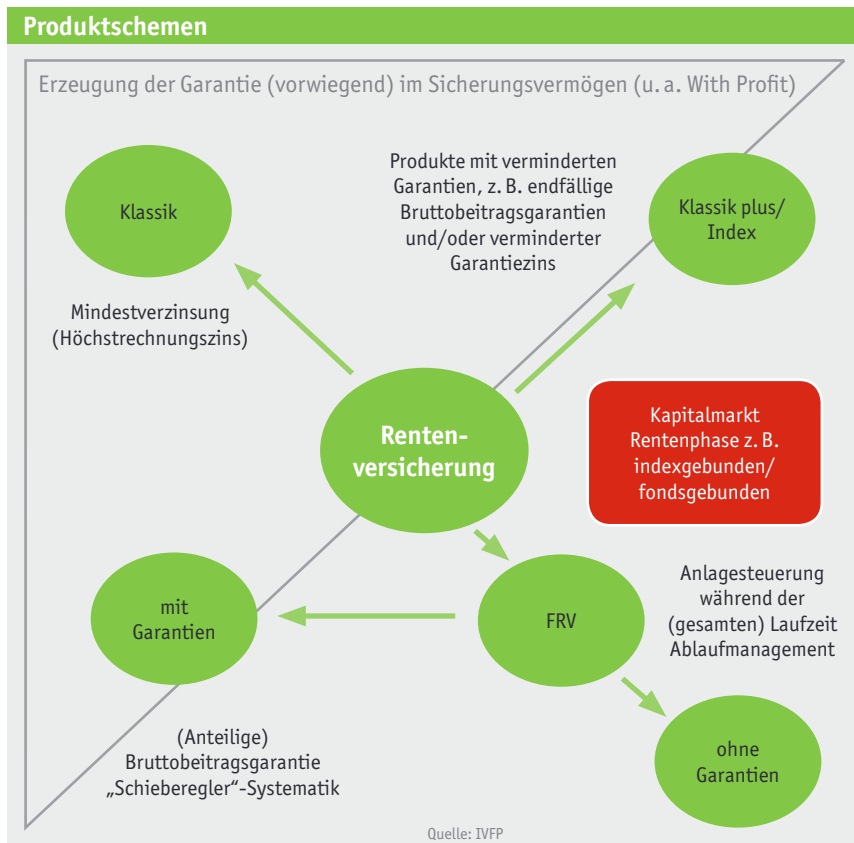 Produktschemen
Erzeugung der Garantie (vorwiegend) im Sicherungsvermögen (u. a. With Profit)
Klassik
Mindestverzinsung
(Höchstrechnungszins)
Produkte mit verminderten
Garantien, z. B. endfällige
Bruttobeitragsgarantien
und/oder verminderter
Garantiezins
Klassik plus/
Index
Renten-
versicherung
Kapitalmarkt
Rentenphase z. B.
indexgebunden/
fondsgebunden
mit
Garantien
FRV
Anlagesteuerung
während der
(gesamten) Laufzeit
Ablaufmanagement
(Anteilige)
Bruttobeitragsgarantie
„Schieberegler“-Systematik
ohne
Garantien
Quelle: IVFP